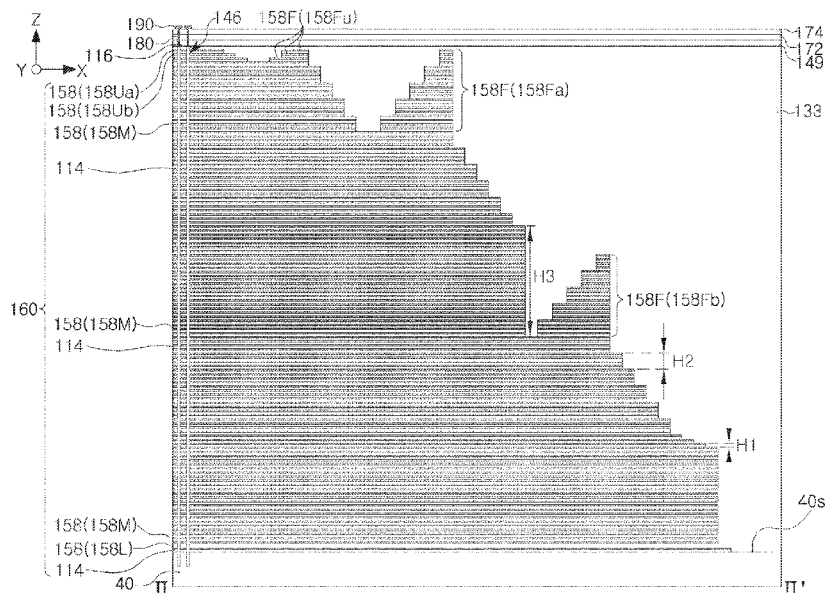 190
146
158F(158Fu)
Z
180
116
174
172
149
Y
X
158(158Ua)
158(158Ub)
158F(158Fa)
133
158(158M)
114
H3
158F(158Fb)
160
158(158M)
114
H2
H1
158(158M)
40s
158(158L)
114
40
II
II'